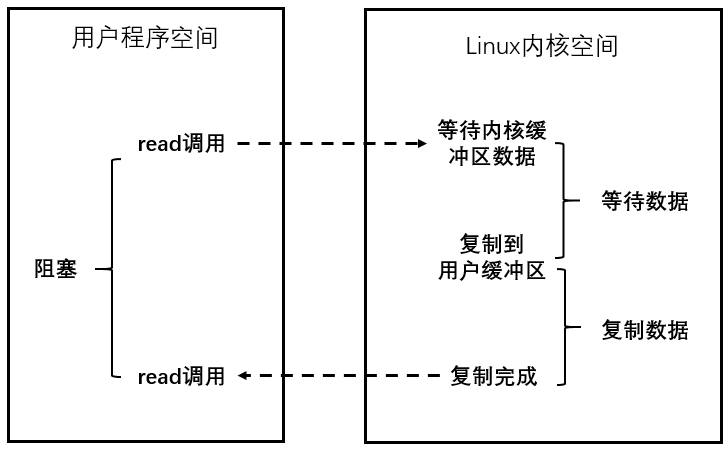 用户程序空间
Linux内核空间
read调用
等待内核缓
冲区数据
等待数据
复制到
用户缓冲区
阻塞
复制数据
read调用
复制完成